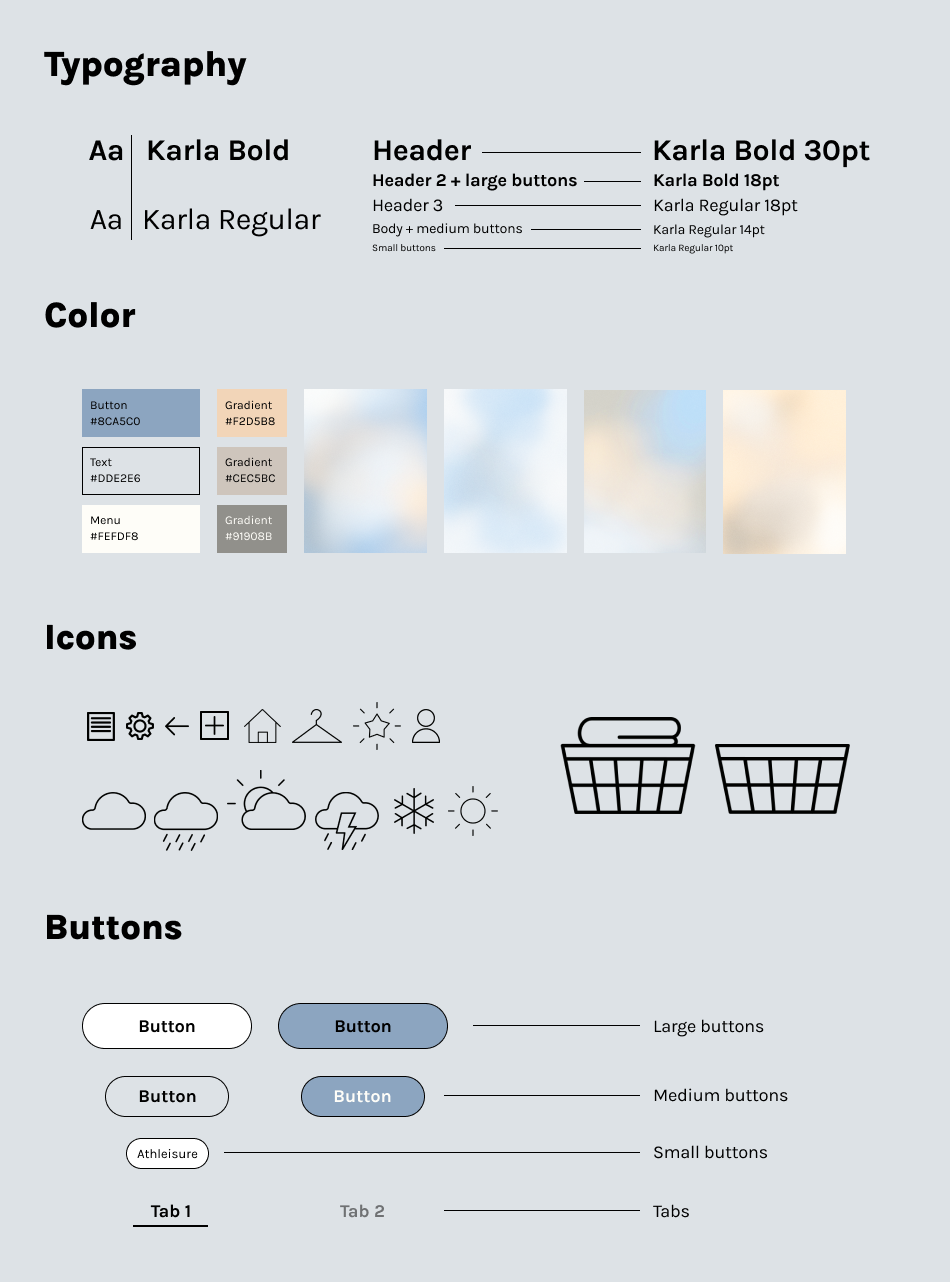 Typography
Aa Karla Bold
Aa Karla Regular
Header Karla Bold 30pt
Header 2 + large buttons Karla Bold 18pt
Header 3 Karla Regular 18pt
Body + medium buttons Karla Regular 14pt
Small buttons Karla Regular 10pt
Color
Button
#8CA5C0
Gradient
#F2D5B8
Text
#DDE2E6
Gradient
#CEC5BC
Menu
#FEFDF8
Gradient
#91908B
Icons
Buttons
Button Button Large buttons
Button Button Medium buttons
Athleisure Small buttons
Tab 1 Tab 2 Tabs